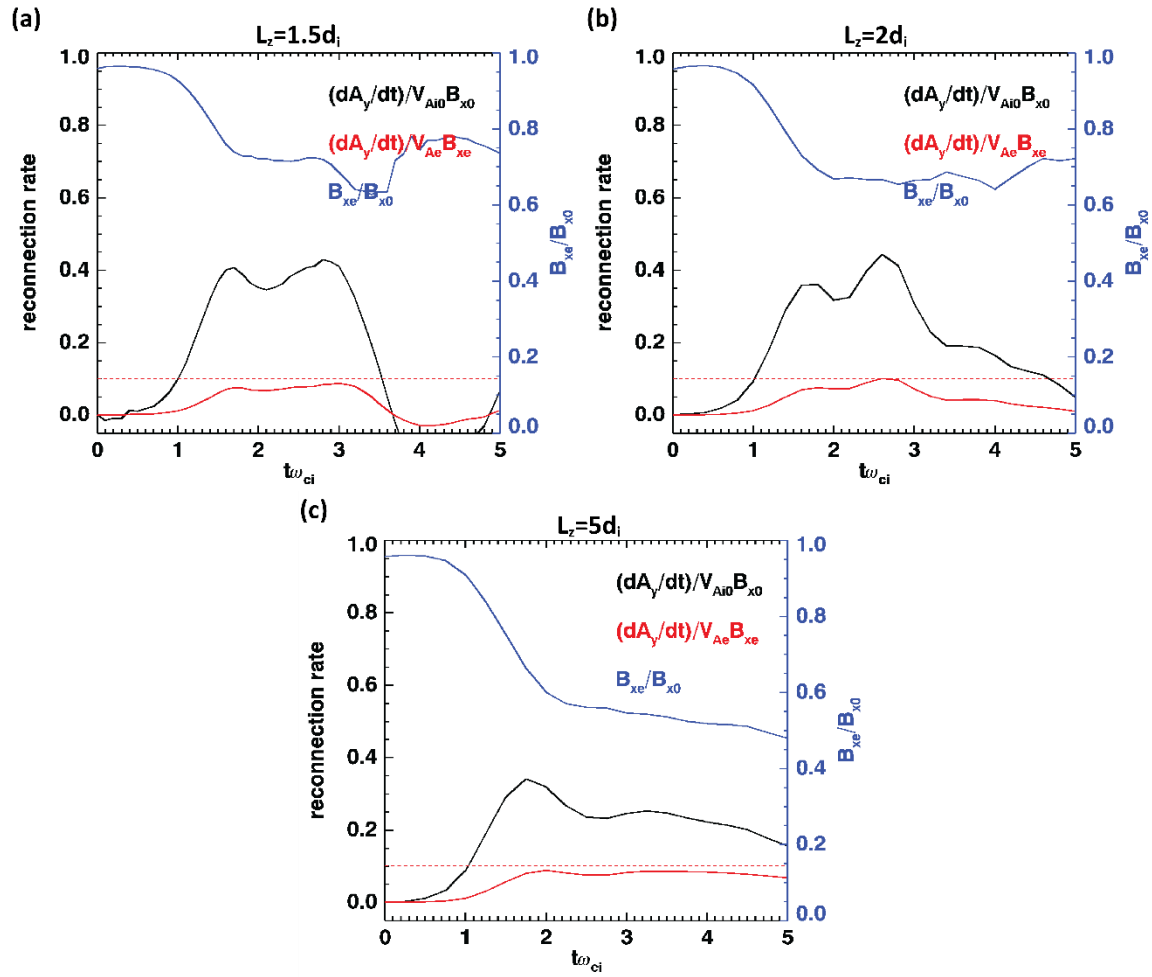 (a)
L_z=1.5d_i
(dA_y/dt)/V_Ai0B_x0
(dA_y/dt)/V_AeB_xe
B_xe/B_x0
reconnection rate
1.0
0.8
0.6
0.4
0.2
0.0
B_xe/B_x0
1.0
0.8
0.6
0.4
0.2
0.0
0 1 2 3 4 5
tω_ci
(b)
L_z=2d_i
(dA_y/dt)/V_Ai0B_x0
(dA_y/dt)/V_AeB_xe
B_xe/B_x0
reconnection rate
1.0
0.8
0.6
0.4
0.2
0.0
B_xe/B_x0
1.0
0.8
0.6
0.4
0.2
0.0
0 1 2 3 4 5
tω_ci
(c)
L_z=5d_i
(dA_y/dt)/V_Ai0B_x0
(dA_y/dt)/V_AeB_xe
B_xe/B_x0
reconnection rate
1.0
0.8
0.6
0.4
0.2
0.0
B_xe/B_x0
1.0
0.8
0.6
0.4
0.2
0.0
0 1 2 3 4 5
tω_ci